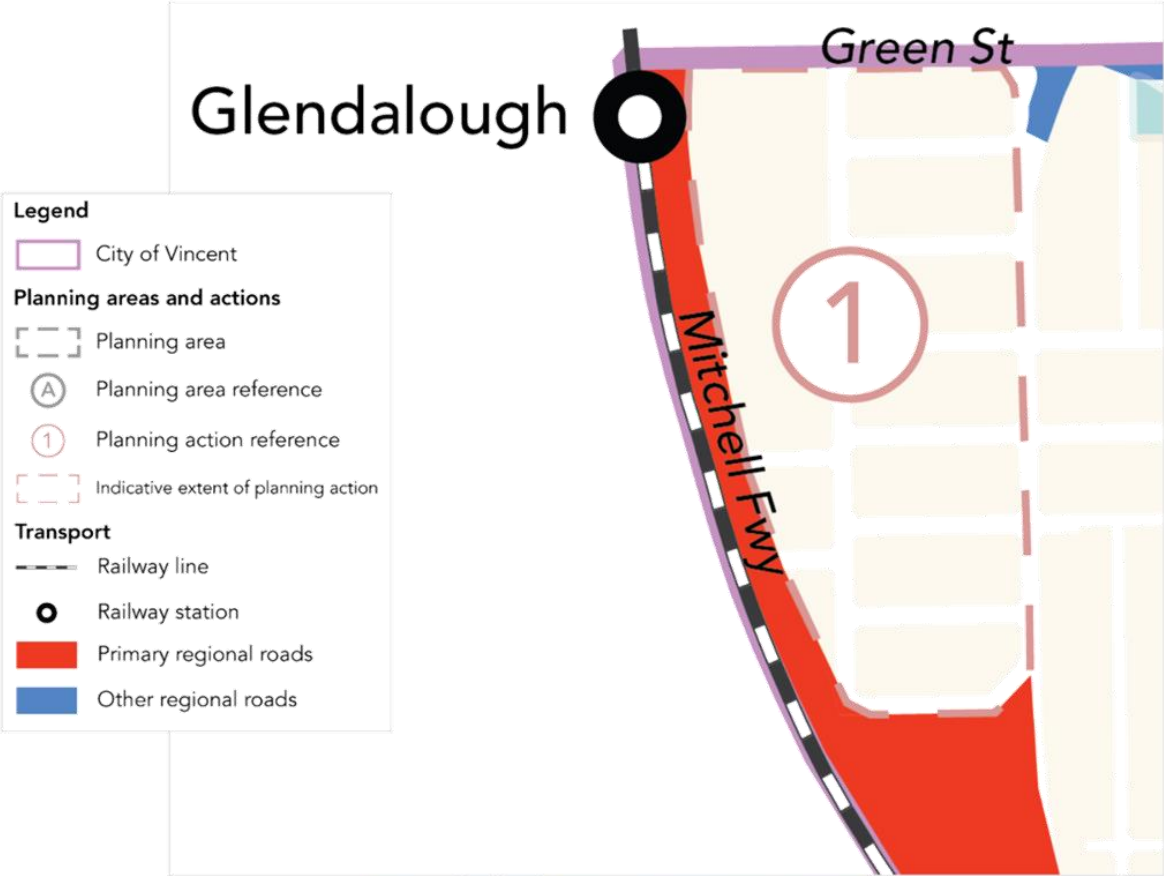 Green St
Glendalough
Legend
City of Vincent
Planning areas and actions
Planning area
A
Planning area reference
1
Planning action reference
Indicative extent of planning action
Transport
Railway line
Railway station
Primary regional roads
Other regional roads
1
Mitchell Fwy